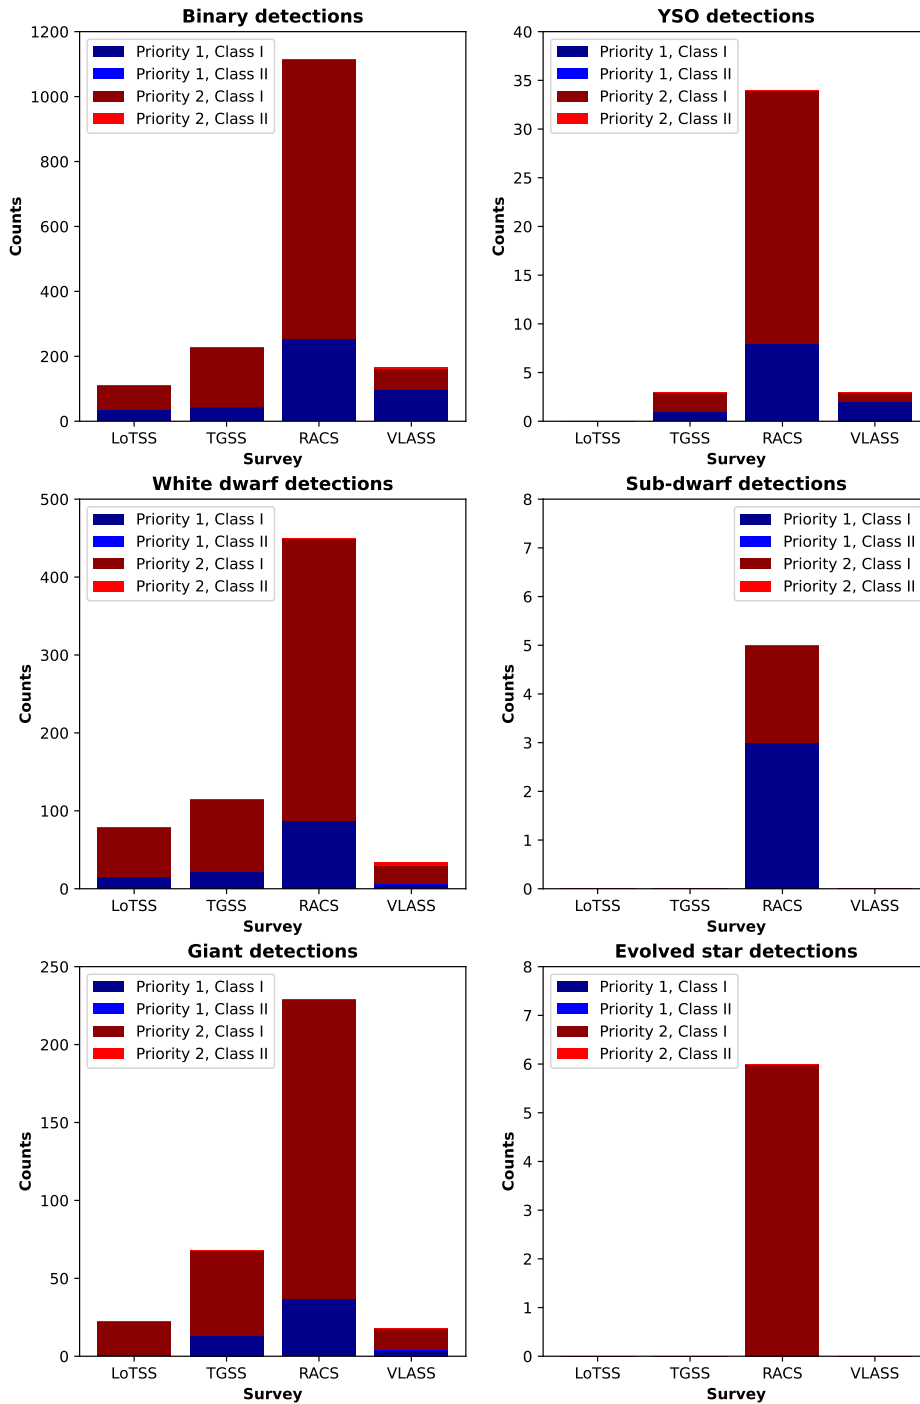 Binary detections
Priority 1, Class I
Priority 1, Class II
Priority 2, Class I
Priority 2, Class II
1200
1000
800
600
400
200
0
Counts
LoTSS TGSS RACS VLASS
Survey
YSO detections
Priority 1, Class I
Priority 1, Class II
Priority 2, Class I
Priority 2, Class II
40
35
30
25
20
15
10
5
0
Counts
LoTSS TGSS RACS VLASS
Survey
White dwarf detections
Priority 1, Class I
Priority 1, Class II
Priority 2, Class I
Priority 2, Class II
500
400
300
200
100
0
Counts
LoTSS TGSS RACS VLASS
Survey
Sub-dwarf detections
Priority 1, Class I
Priority 1, Class II
Priority 2, Class I
Priority 2, Class II
8
7
6
5
4
3
2
1
0
Counts
LoTSS TGSS RACS VLASS
Survey
Giant detections
Priority 1, Class I
Priority 1, Class II
Priority 2, Class I
Priority 2, Class II
250
200
150
100
50
0
Counts
LoTSS TGSS RACS VLASS
Survey
Evolved star detections
Priority 1, Class I
Priority 1, Class II
Priority 2, Class I
Priority 2, Class II
8
7
6
5
4
3
2
1
0
Counts
LoTSS TGSS RACS VLASS
Survey